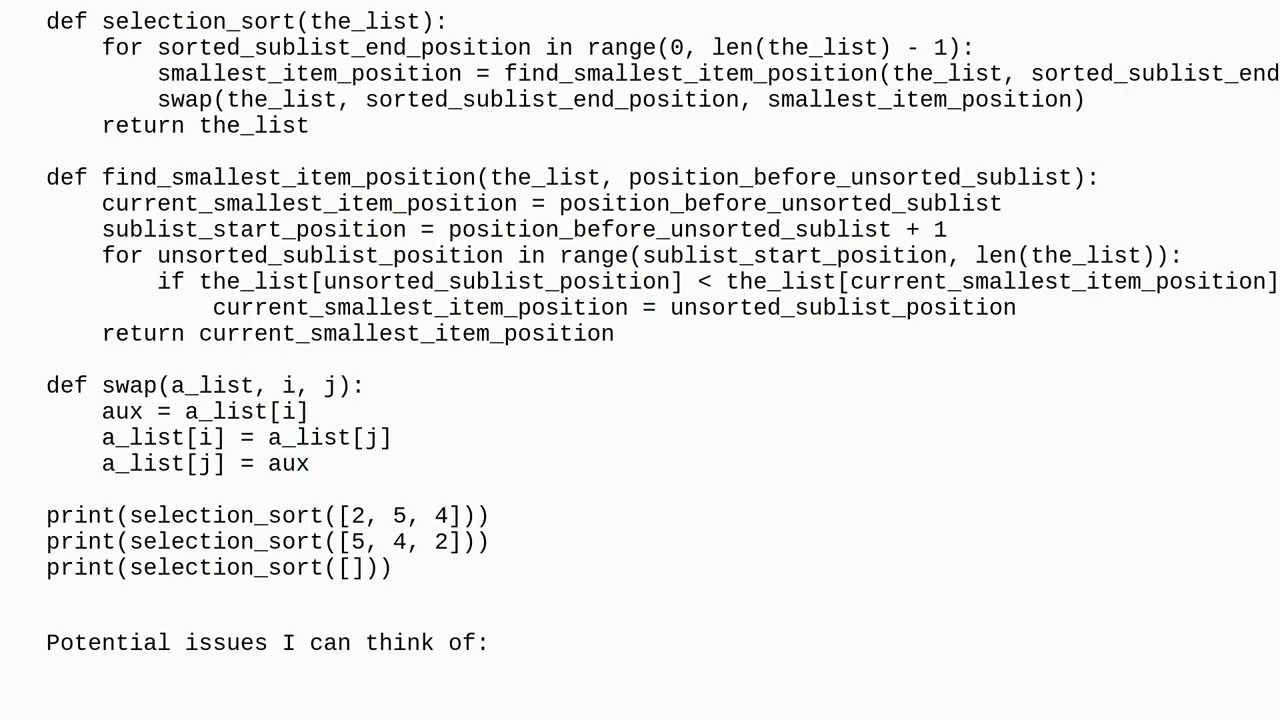 def selection_sort(the_list):
    for sorted_sublist_end_position in range(0, len(the_list) - 1):
        smallest_item_position = find_smallest_item_position(the_list, sorted_sublist_end
        swap(the_list, sorted_sublist_end_position, smallest_item_position)
    return the_list

def find_smallest_item_position(the_list, position_before_unsorted_sublist):
    current_smallest_item_position = position_before_unsorted_sublist
    sublist_start_position = position_before_unsorted_sublist + 1
    for unsorted_sublist_position in range(sublist_start_position, len(the_list)):
        if the_list[unsorted_sublist_position] < the_list[current_smallest_item_position]
            current_smallest_item_position = unsorted_sublist_position
    return current_smallest_item_position

def swap(a_list, i, j):
    aux = a_list[i]
    a_list[i] = a_list[j]
    a_list[j] = aux

print(selection_sort([2, 5, 4]))
print(selection_sort([5, 4, 2]))
print(selection_sort([]))

Potential issues I can think of: